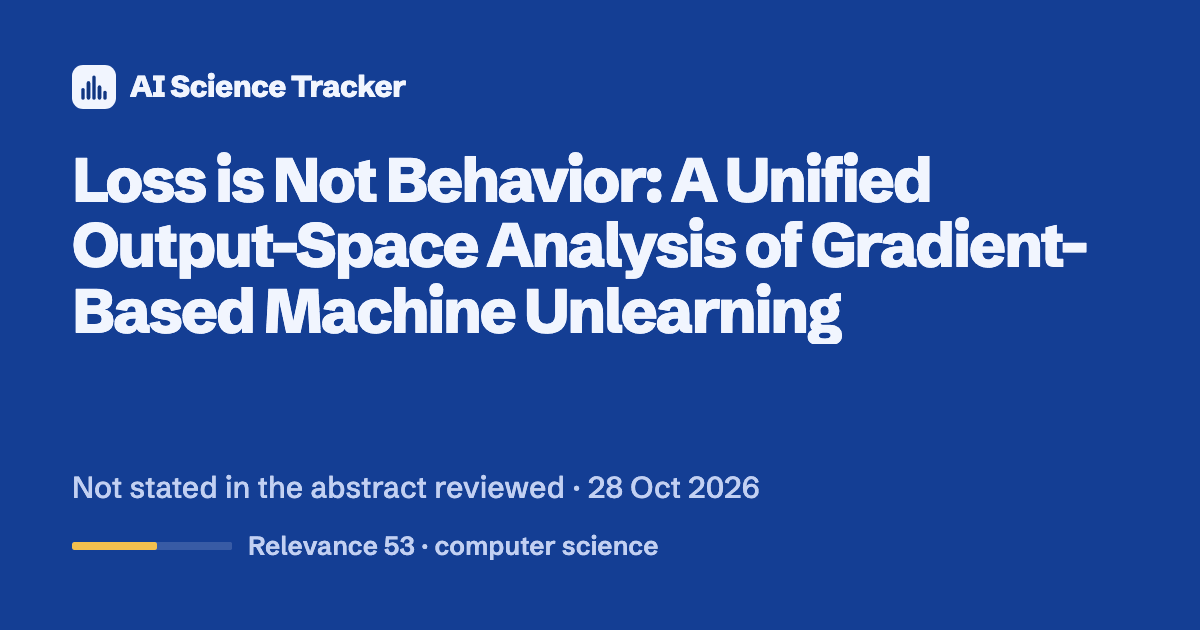 AI Science Tracker
Loss is Not Behavior: A Unified
Output-Space Analysis of Gradient-
Based Machine Unlearning
Not stated in the abstract reviewed · 28 Oct 2026
Relevance 53 · computer science